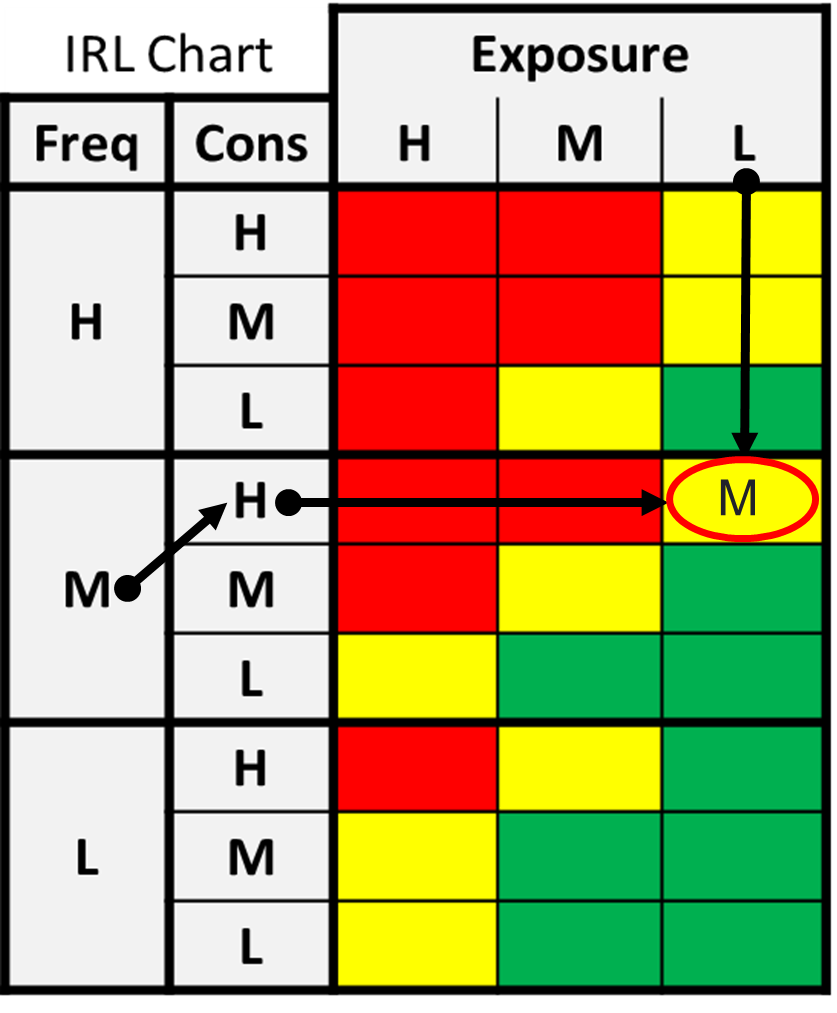 IRL Chart Exposure
Freq Cons H M L
H
H M
L
H M
M M
L
H
L M
L